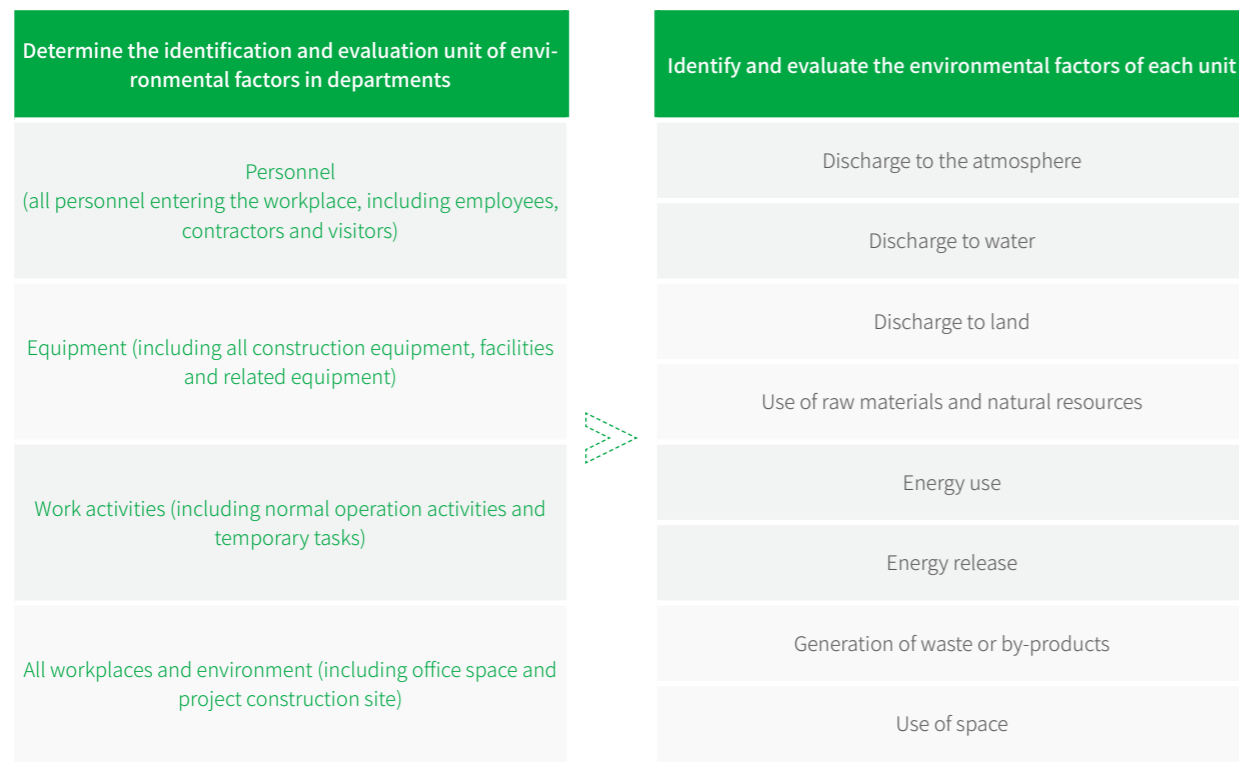 Determine the identification and evaluation unit of envi-
ronmental factors in departments
Personnel
(all personnel entering the workplace, including employees,
contractors and visitors)
Equipment (including all construction equipment, facilities
and related equipment)
Work activities (including normal operation activities and
temporary tasks)
All workplaces and environment (including office space and
project construction site)
Identify and evaluate the environmental factors of each unit
Discharge to the atmosphere
Discharge to water
Discharge to land
Use of raw materials and natural resources
Energy use
Energy release
Generation of waste or by-products
Use of space